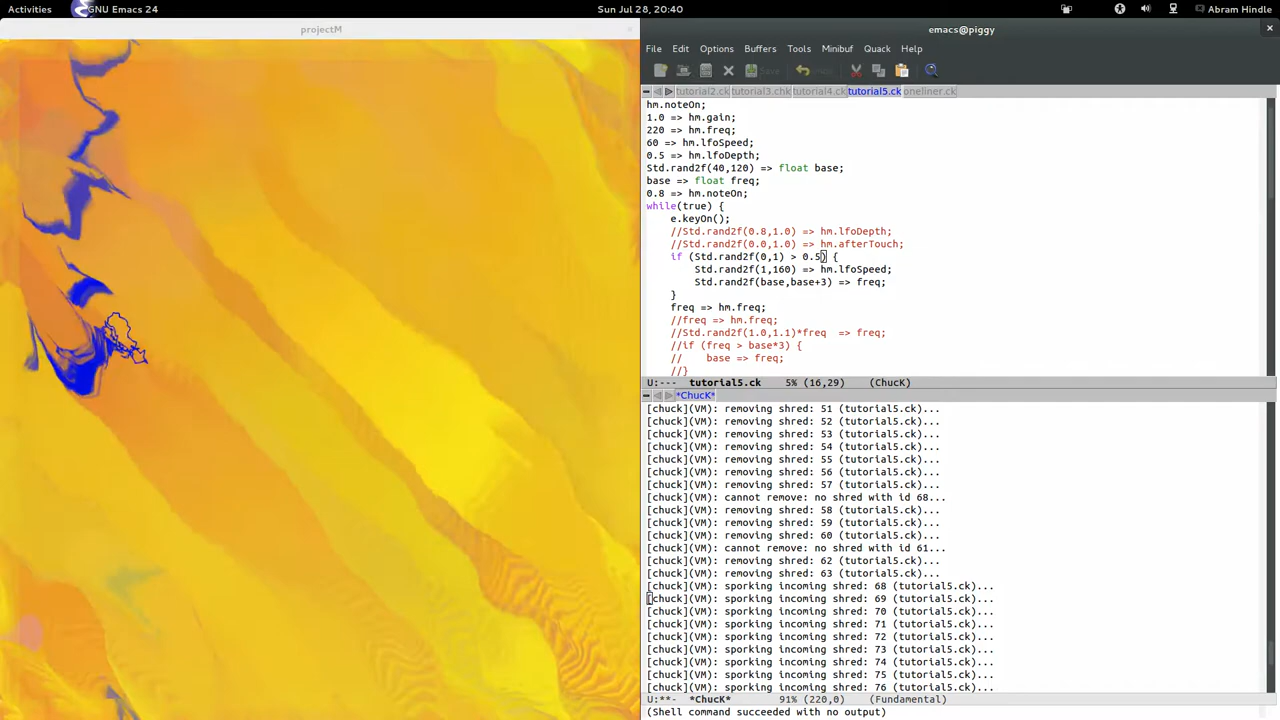 Activities
GNU Emacs 24
Sun Jul 28, 20:40
Abram Hindle
projectM
emacs@piggy
File Edit Options Buffers Tools Minibuf Quack Help
Save
tutorial2.ck tutorial3.chk tutorial4.ck tutorial5.ck oneliner.ck
hm.noteOn;
1.0 => hm.gain;
220 => hm.freq;
60 => hm.lfoSpeed;
0.5 => hm.lfoDepth;
Std.rand2f(40,120) => float base;
base => float freq;
0.8 => hm.noteOn;
while(true) {
e.keyOn();
//Std.rand2f(0.8,1.0) => hm.lfoDepth;
//Std.rand2f(0.0,1.0) => hm.afterTouch;
if (Std.rand2f(0,1) > 0.5) {
Std.rand2f(1,160) => hm.lfoSpeed;
Std.rand2f(base,base+3) => freq;
}
freq => hm.freq;
//freq => hm.freq;
//Std.rand2f(1.0,1.1)*freq  => freq;
//if (freq > base*3) {
//    base => freq;
//}
U:--- tutorial5.ck 5% (16,29) (ChucK)
*ChucK*
[chuck](VM): removing shred: 51 (tutorial5.ck)...
[chuck](VM): removing shred: 52 (tutorial5.ck)...
[chuck](VM): removing shred: 53 (tutorial5.ck)...
[chuck](VM): removing shred: 54 (tutorial5.ck)...
[chuck](VM): removing shred: 55 (tutorial5.ck)...
[chuck](VM): removing shred: 56 (tutorial5.ck)...
[chuck](VM): removing shred: 57 (tutorial5.ck)...
[chuck](VM): cannot remove: no shred with id 68...
[chuck](VM): removing shred: 58 (tutorial5.ck)...
[chuck](VM): removing shred: 59 (tutorial5.ck)...
[chuck](VM): removing shred: 60 (tutorial5.ck)...
[chuck](VM): cannot remove: no shred with id 61...
[chuck](VM): removing shred: 62 (tutorial5.ck)...
[chuck](VM): removing shred: 63 (tutorial5.ck)...
[chuck](VM): sporking incoming shred: 68 (tutorial5.ck)...
[chuck](VM): sporking incoming shred: 69 (tutorial5.ck)...
[chuck](VM): sporking incoming shred: 70 (tutorial5.ck)...
[chuck](VM): sporking incoming shred: 71 (tutorial5.ck)...
[chuck](VM): sporking incoming shred: 72 (tutorial5.ck)...
[chuck](VM): sporking incoming shred: 73 (tutorial5.ck)...
[chuck](VM): sporking incoming shred: 74 (tutorial5.ck)...
[chuck](VM): sporking incoming shred: 75 (tutorial5.ck)...
[chuck](VM): sporking incoming shred: 76 (tutorial5.ck)...
U:**- *ChucK* 91% (220,0) (Fundamental)
(Shell command succeeded with no output)